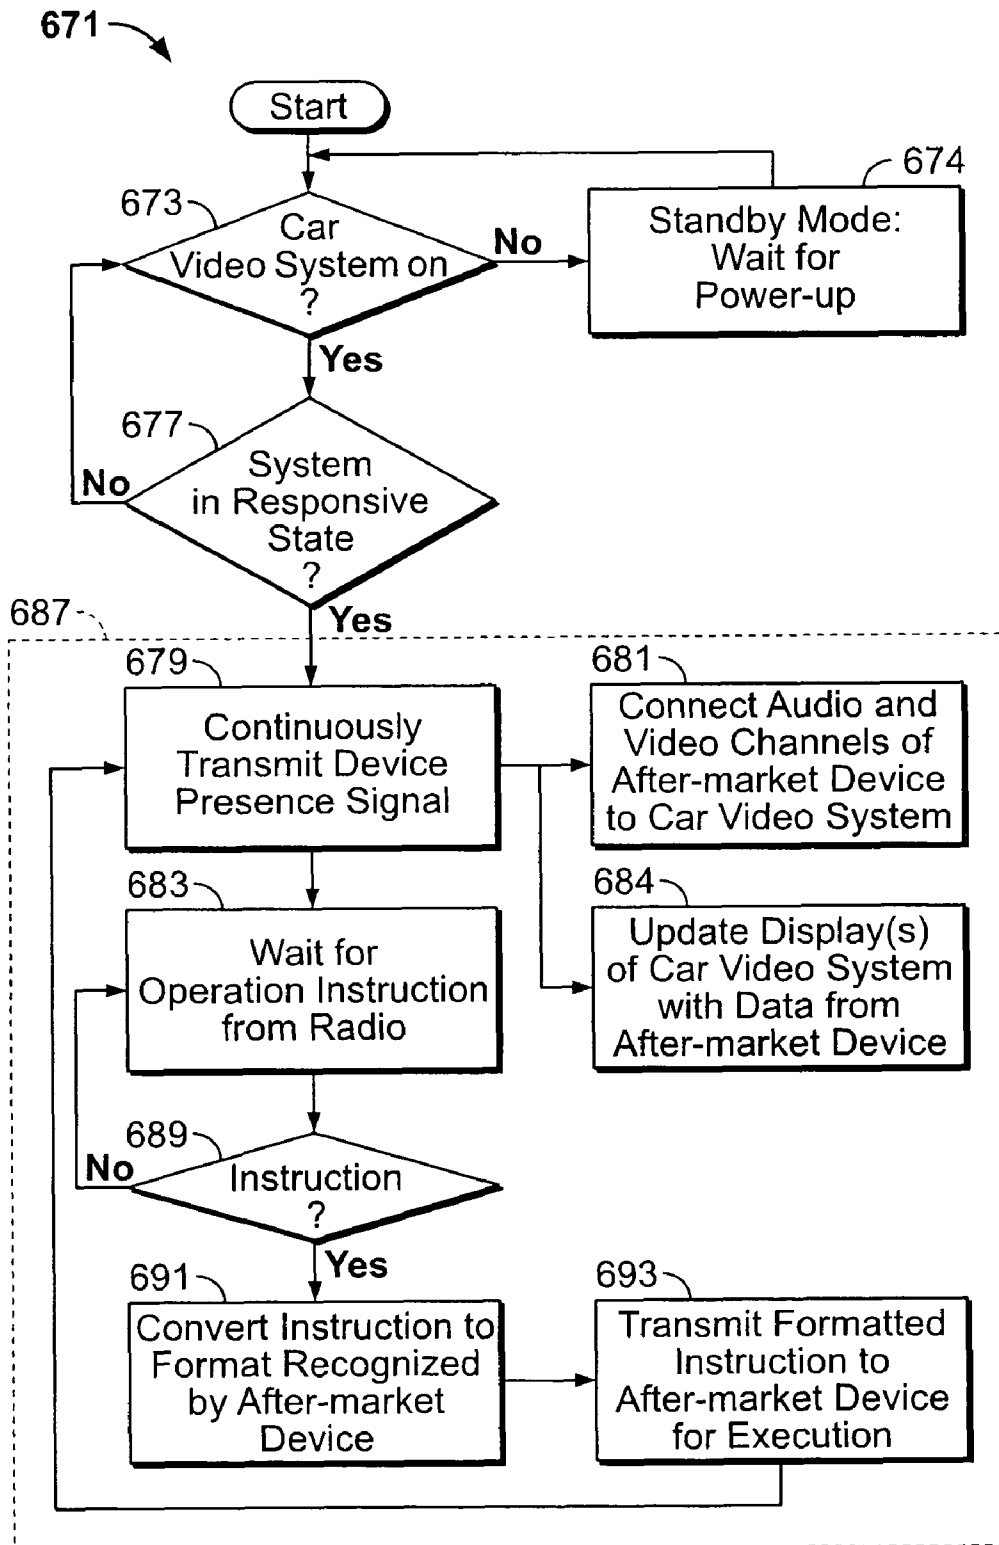 671
Start
673
Car
Video System on
?
No
674
Standby Mode:
Wait for
Power-up
Yes
677
System
in Responsive
State
?
No
Yes
687
679
Continuously
Transmit Device
Presence Signal
681
Connect Audio and
Video Channels of
After-market Device
to Car Video System
683
Wait for
Operation Instruction
from Radio
684
Update Display(s)
of Car Video System
with Data from
After-market Device
689
Instruction
?
No
Yes
691
Convert Instruction to
Format Recognized
by After-market
Device
693
Transmit Formatted
Instruction to
After-market Device
for Execution